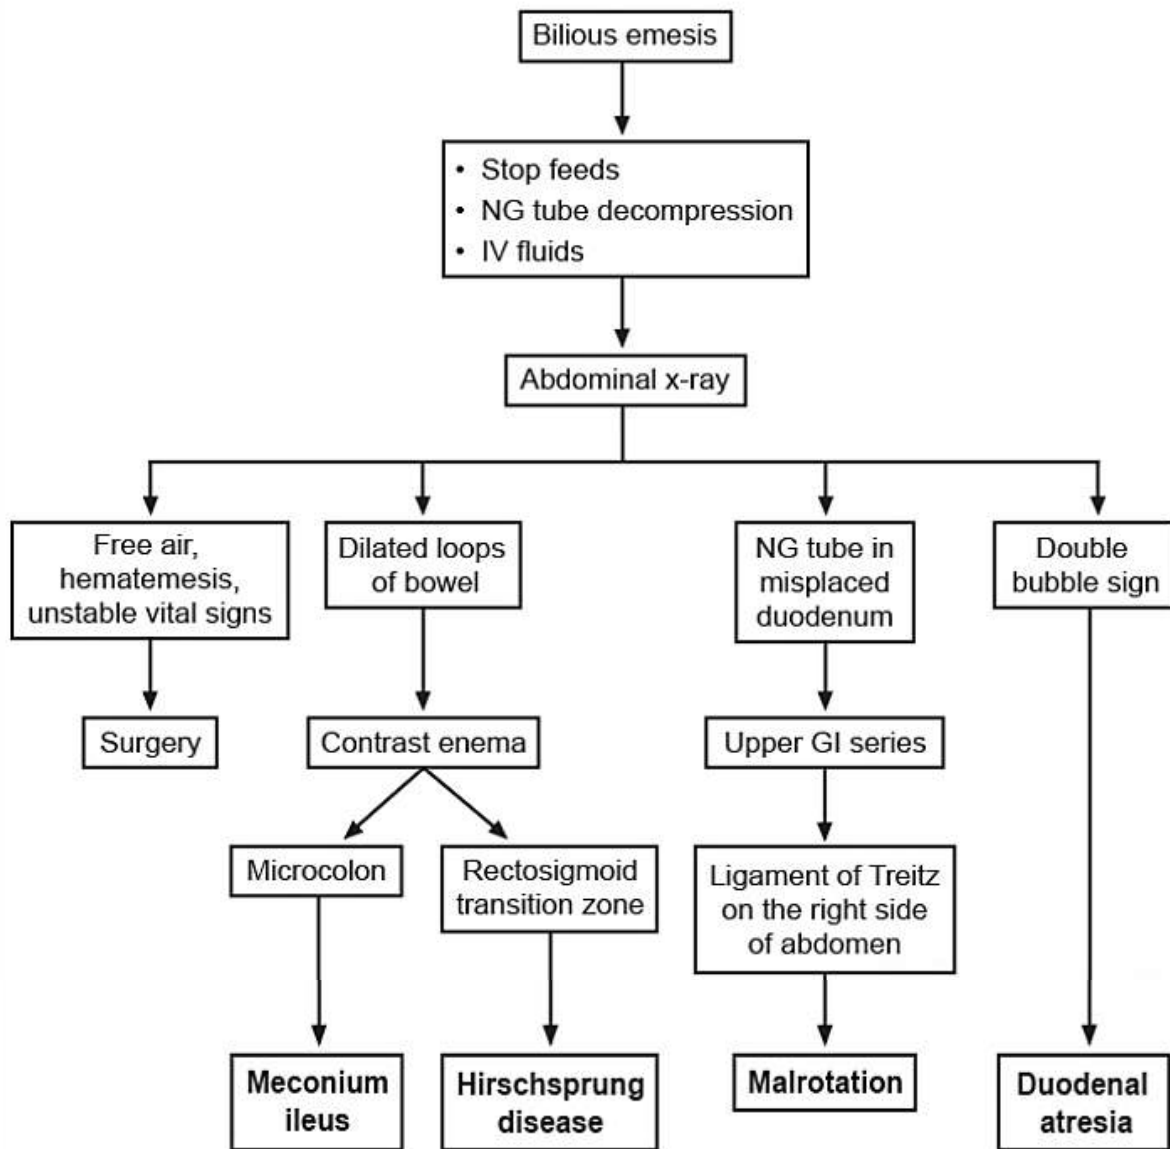 Bilious emesis
• Stop feeds
• NG tube decompression
• IV fluids
Abdominal x-ray
Free air,
hematemesis,
unstable vital signs
Dilated loops
of bowel
NG tube in
misplaced
duodenum
Double
bubble sign
Surgery
Contrast enema
Upper GI series
Microcolon
Rectosigmoid
transition zone
Ligament of Treitz
on the right side
of abdomen
Meconium
ileus
Hirschsprung
disease
Malrotation
Duodenal
atresia